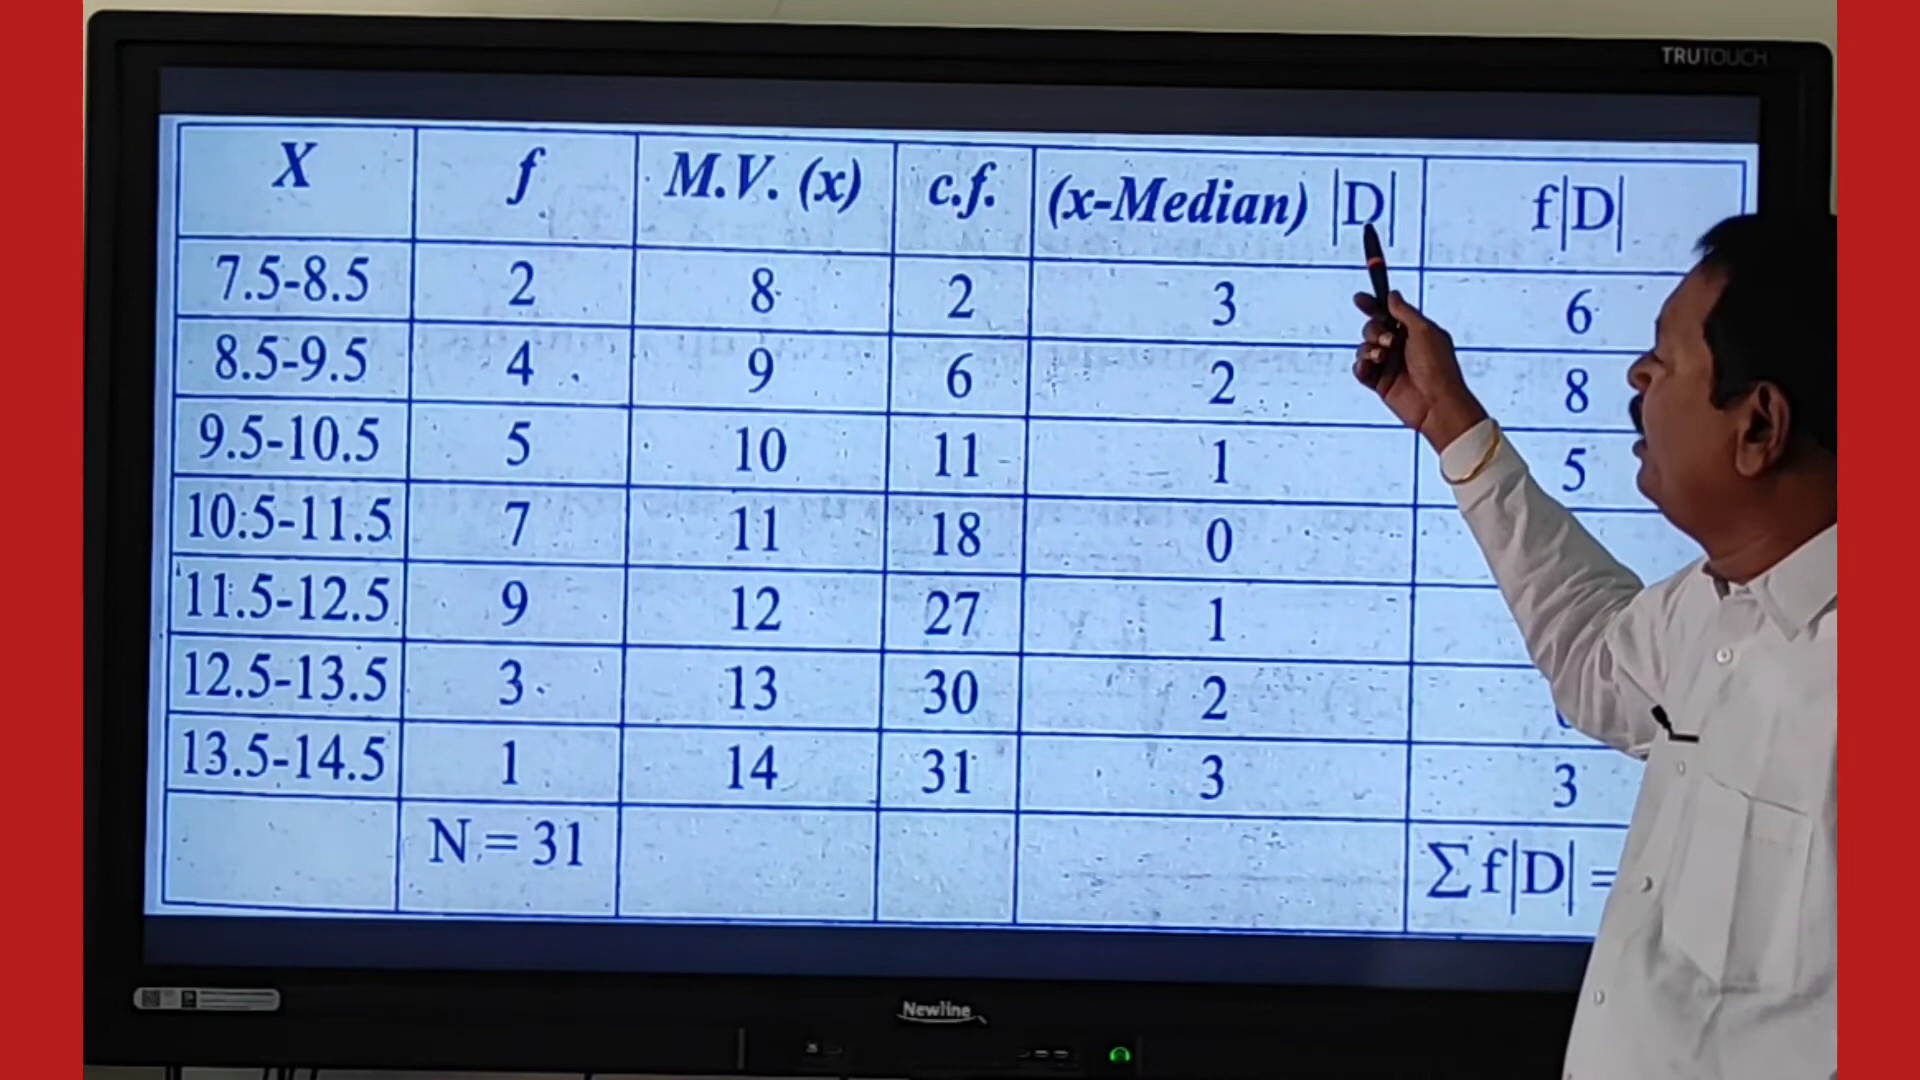 TRUTOUCH
X f M.V. (x) c.f. (x-Median) |D| f|D|
7.5-8.5 2 8 2 3 6
8.5-9.5 4 9 6 2 8
9.5-10.5 5 10 11 1 5
10.5-11.5 7 11 18 0
11.5-12.5 9 12 27 1
12.5-13.5 3 13 30 2
13.5-14.5 1 14 31 3 3
N = 31 ∑f|D| =
Newline